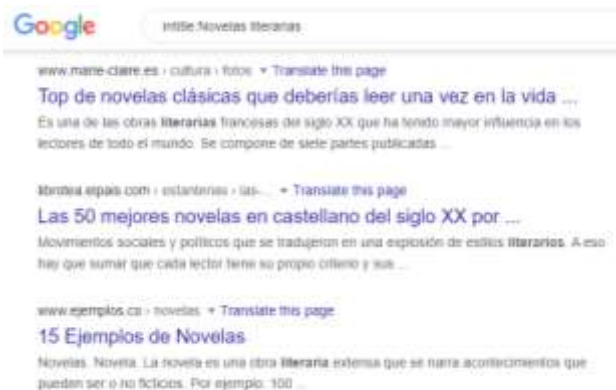 Google
intitle:Novelas literarias
www.marie-claire.es › cultura › fotos ▾ Translate this page
Top de novelas clásicas que deberías leer una vez en la vida ...
Es una de las obras literarias francesas del siglo XX que ha tenido mayor influencia en los
lectores de todo el mundo. Se compone de siete partes publicadas ...
librotea.elpais.com › estanterias › las-... ▾ Translate this page
Las 50 mejores novelas en castellano del siglo XX por ...
Movimientos sociales y políticos que se tradujeron en una explosión de estilos literarios. A eso
hay que sumar que cada lector tiene su propio criterio y sus ...
www.ejemplos.co › novelas ▾ Translate this page
15 Ejemplos de Novelas
Novelas. Novela. La novela es una obra literaria extensa que se narra acontecimientos que
pueden ser o no ficticios. Por ejemplo: 100 ...